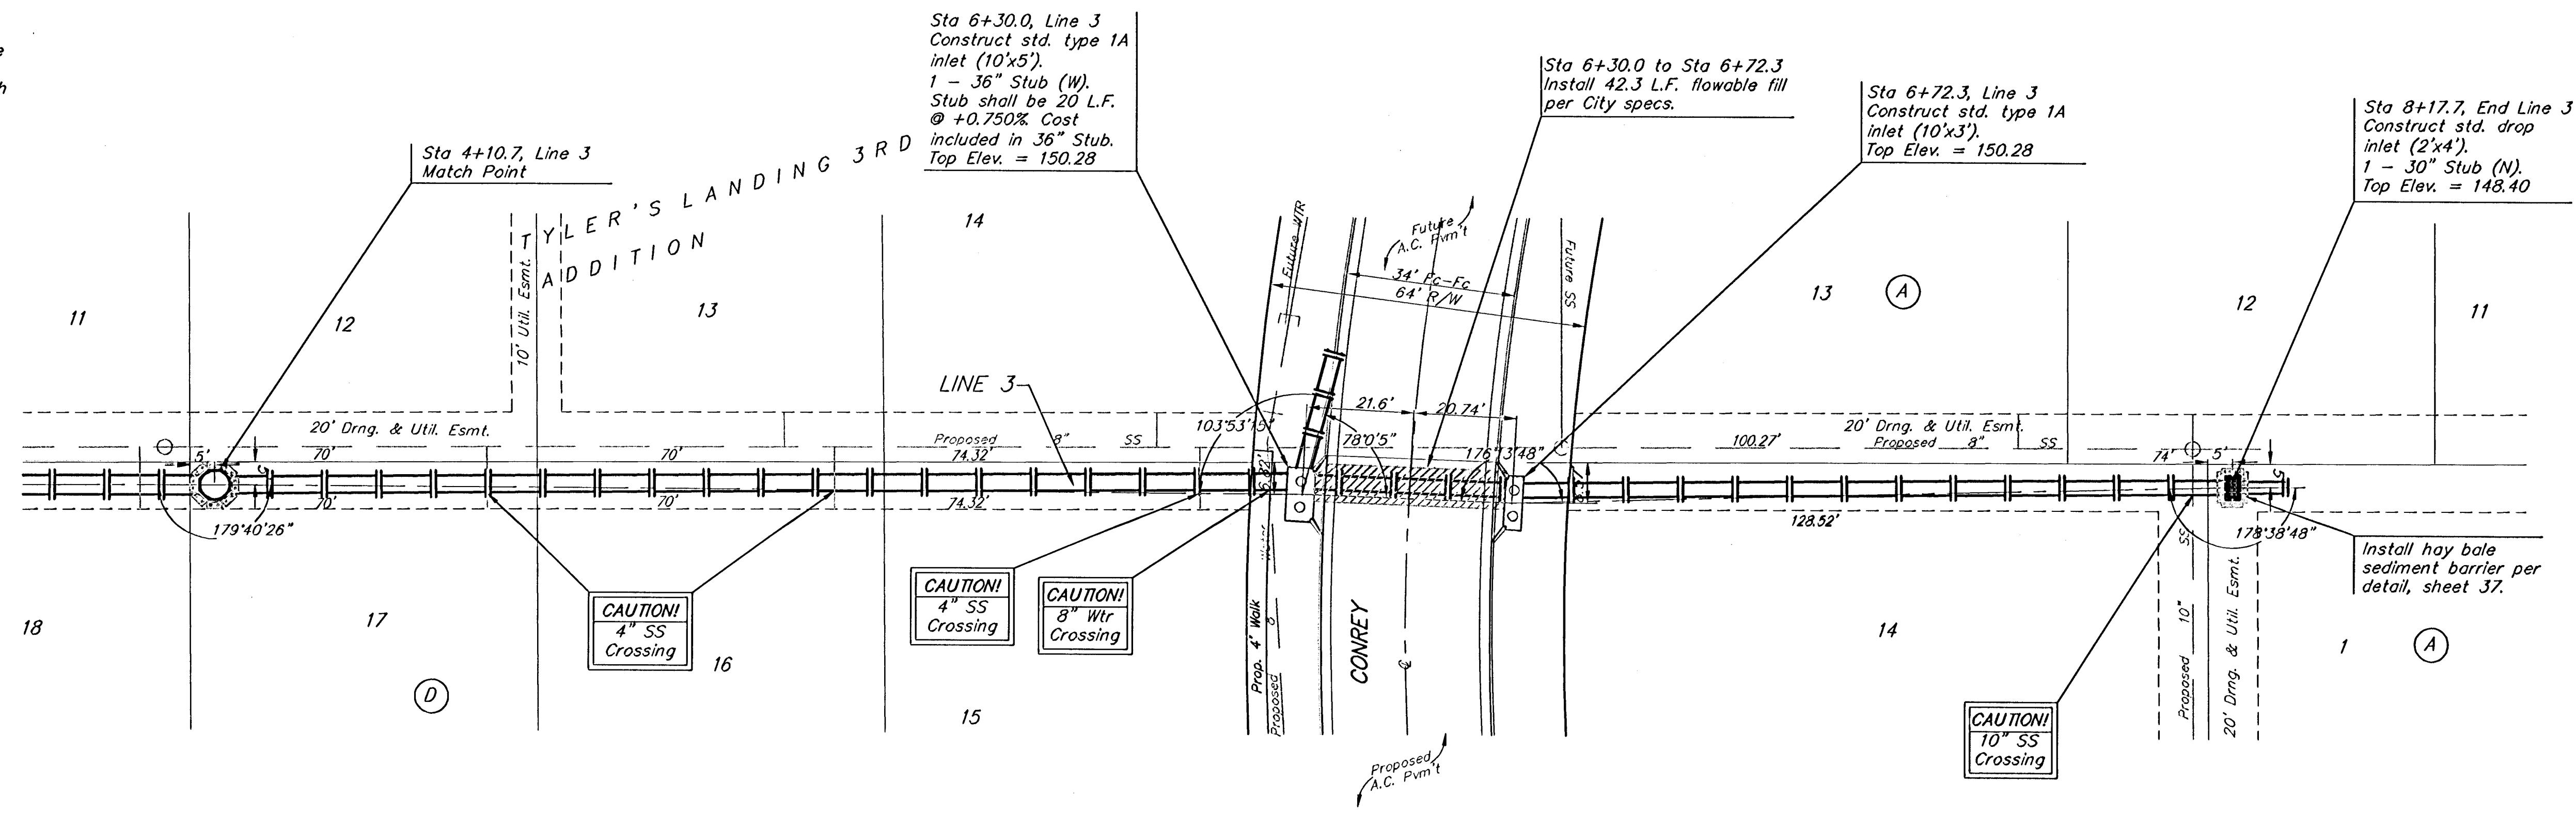 e
h
Sta 4+10.7, Line 3
Match Point
Sta 6+30.0, Line 3
Construct std. type 1A
inlet (10'x5').
1 - 36" Stub (W).
Stub shall be 20 L.F.
@ +0.750%. Cost
included in 36" Stub.
Top Elev. = 150.28
Sta 6+30.0 to Sta 6+72.3
Install 42.3 L.F. flowable fill
per City specs.
Sta 6+72.3, Line 3
Construct std. type 1A
inlet (10'x3').
Top Elev. = 150.28
Sta 8+17.7, End Line 3
Construct std. drop
inlet (2'x4').
1 - 30" Stub (N).
Top Elev. = 148.40
TYLER'S LANDING 3RD
ADDITION
10' Util. Esmt.
11
12
13
14
Future WTR
Future
A.C. Pvm't
34' Fc-Fc
64' R/W
Future SS
13
A
12
11
LINE 3
20' Drng. & Util. Esmt.
Proposed 8" SS
103°53'15"
21.6'
20.74'
78°0'5"
176°3'48"
20' Drng. & Util. Esmt.
100.27'
Proposed 8" SS
5'
70'
70'
74.32'
74'
5'
5'
5'
70'
70'
74.32'
128.52'
179°40'26"
178°38'48"
CAUTION!
4" SS
Crossing
CAUTION!
4" SS
Crossing
CAUTION!
8" Wtr
Crossing
Prop. 4' Walk
Proposed 8" Water
CONREY
Proposed
A.C. Pvm't
Install hay bale
sediment barrier per
detail, sheet 37.
CAUTION!
10" SS
Crossing
Proposed 10" SS
20' Drng. & Util. Esmt.
18
17
16
15
14
1
D
A